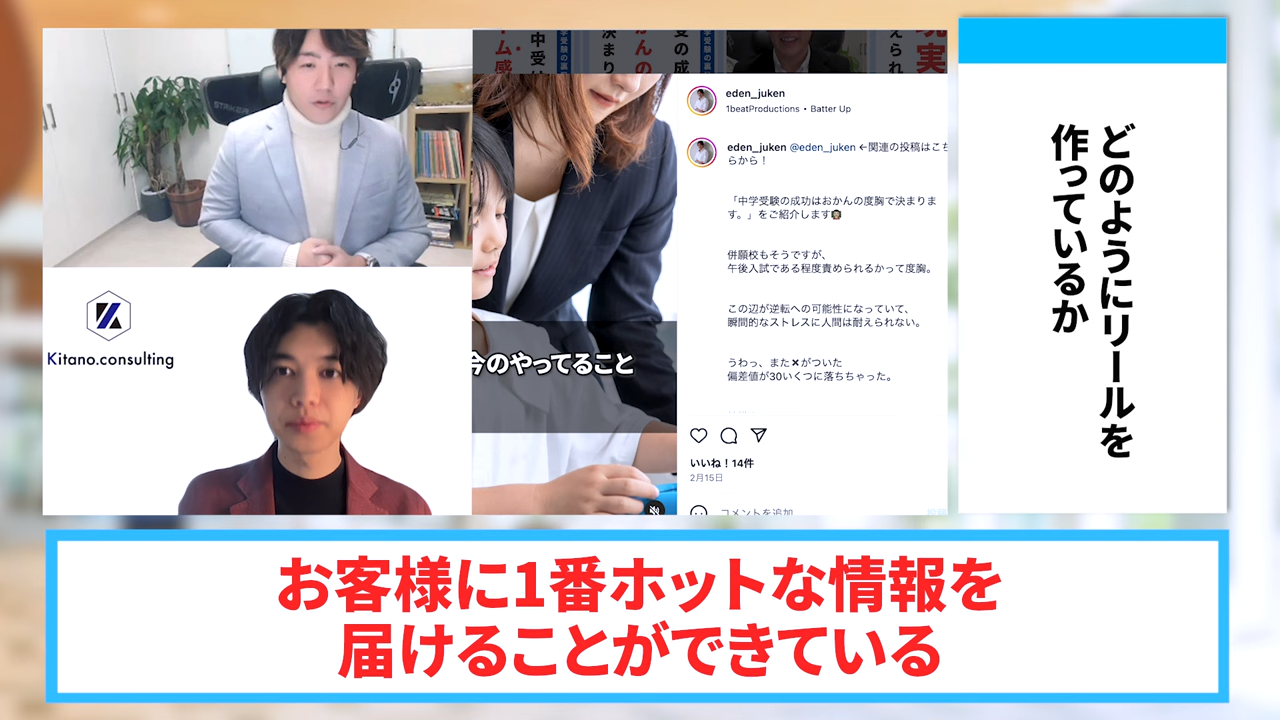 どのようにリールを
作っているか
eden_juken
1beatProductions • Batter Up
eden_juken @eden_juken ←関連の投稿はこち
らから！
「中学受験の成功はおかんの度胸で決まりま
す。」をご紹介します
併願校もそうですが、
午後入試である程度責められるかって度胸。
この辺が逆転への可能性になっていて、
瞬間的なストレスに人間は耐えられない。
うわっ、また✖がついた
偏差値が30いくつに落ちちゃった。
いいね！14件
2月15日
コメントを追加
今のやってること
Kitano.consulting
お客様に1番ホットな情報を
届けることができている